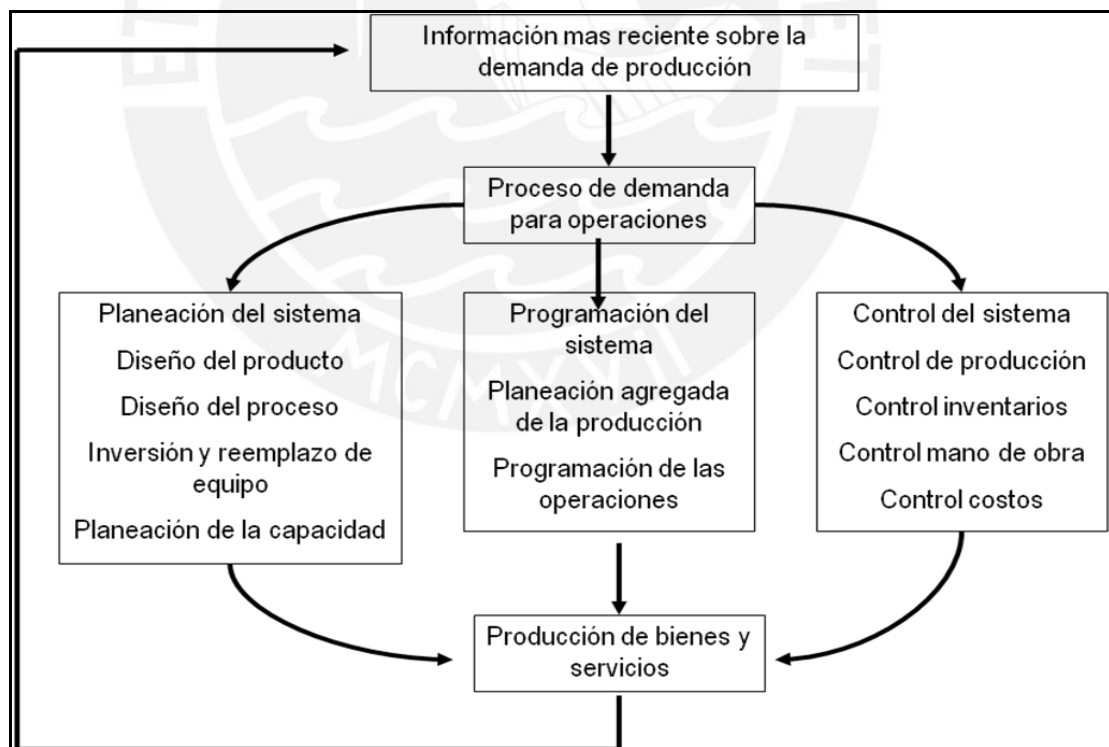 Información mas reciente sobre la
demanda de producción
Proceso de demanda
para operaciones
Planeación del sistema
Diseño del producto
Diseño del proceso
Inversión y reemplazo de
equipo
Planeación de la capacidad
Programación del
sistema
Planeación agregada
de la producción
Programación de las
operaciones
Control del sistema
Control de producción
Control inventarios
Control mano de obra
Control costos
Producción de bienes y
servicios
ET
ET
MCMXVII